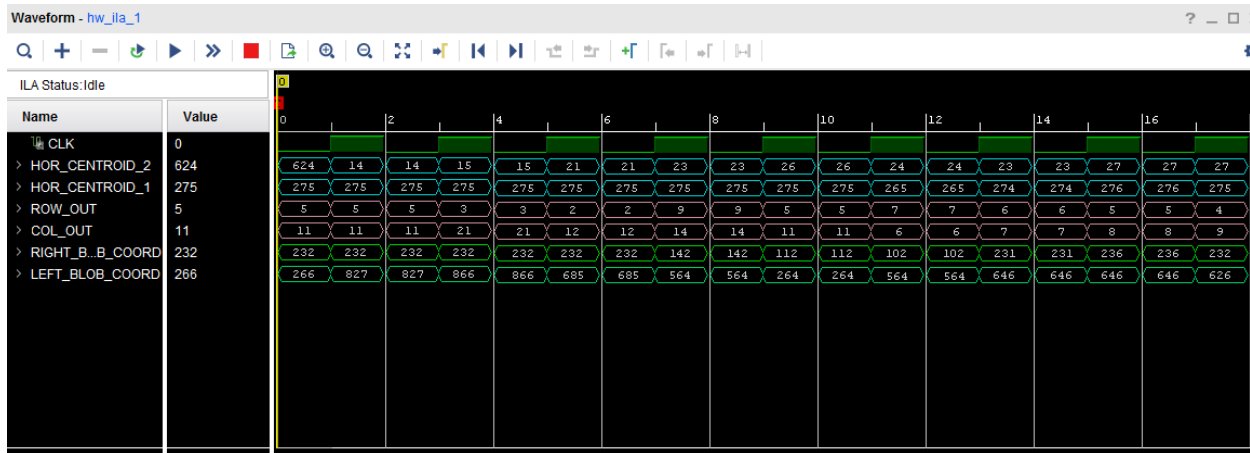 Waveform - hw_ila_1 ? _
ILA Status:Idle 0
Name Value 0 2 4 6 8 10 12 14 16
CLK 0
> HOR_CENTROID_2 624 624 14 14 15 15 21 21 23 23 26 26 24 24 23 23 27 27 27
> HOR_CENTROID_1 275 275 275 275 275 275 275 275 275 275 275 275 265 265 274 274 276 276 275
> ROW_OUT 5 5 5 5 3 3 2 2 9 9 5 5 7 7 6 6 5 5 4
> COL_OUT 11 11 11 11 21 21 12 12 14 14 11 11 6 6 7 7 8 8 9
> RIGHT_B...B_COORD 232 232 232 232 232 232 232 232 142 142 112 112 102 102 231 231 236 236 232
> LEFT_BLOB_COORD 266 266 827 827 866 866 685 685 564 564 264 264 564 564 646 646 646 646 626